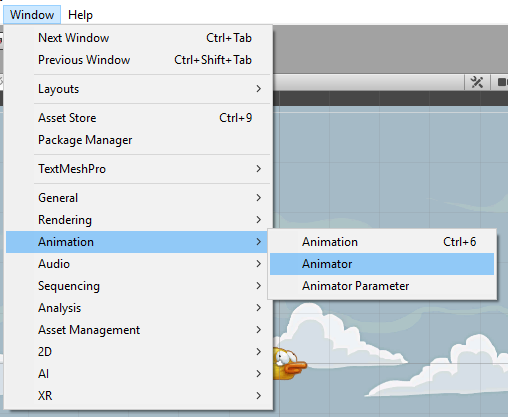 Window Help
Next Window Ctrl+Tab
Previous Window Ctrl+Shift+Tab
Layouts
Asset Store Ctrl+9
Package Manager
TextMeshPro
General
Rendering
Animation
Animation Ctrl+6
Animator
Animator Parameter
Audio
Sequencing
Analysis
Asset Management
2D
AI
XR